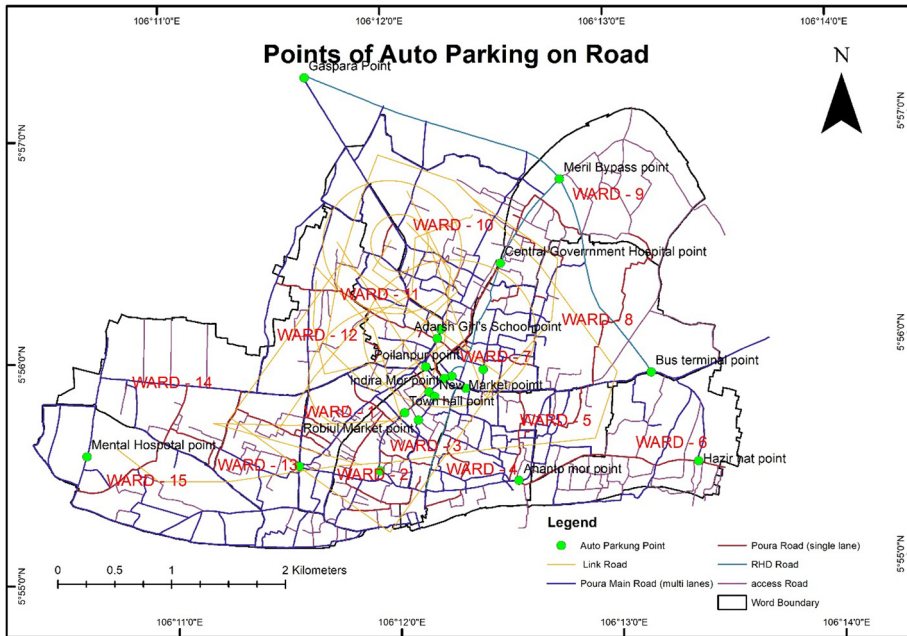 106°11'0"E 106°12'0"E 106°13'0"E 106°14'0"E
Points of Auto Parking on Road
Gaspara Point
N
5°57'0"N 5°57'0"N
Meril Bypass point
WARD - 9
WARD - 10
Central Goverrnment Hospital point
WARD - 11
WARD - 8
Adarsh Girl's School point
WARD - 12
5°56'0"N 5°56'0"N
Poilanpur point WARD - 7
Bus terminal point
Indira Mor point
WARD - 14
New Market point
Town hall point
WARD - 1
WARD - 5
Robiul Market point
Mental Hospotal point
WARD - 3
WARD - 6
Hazir hat point
WARD - 13
WARD - 4
Ananto mor point
WARD - 2
WARD - 15
Legend
Auto Parkung Point
Link Road
Poura Main Road (multi lanes)
Poura Road (single lane)
RHD Road
access Road
Word Boundary
0 0.5 1 2 Kilometers
5°55'0"N 5°55'0"N
106°11'0"E 106°12'0"E 106°13'0"E 106°14'0"E